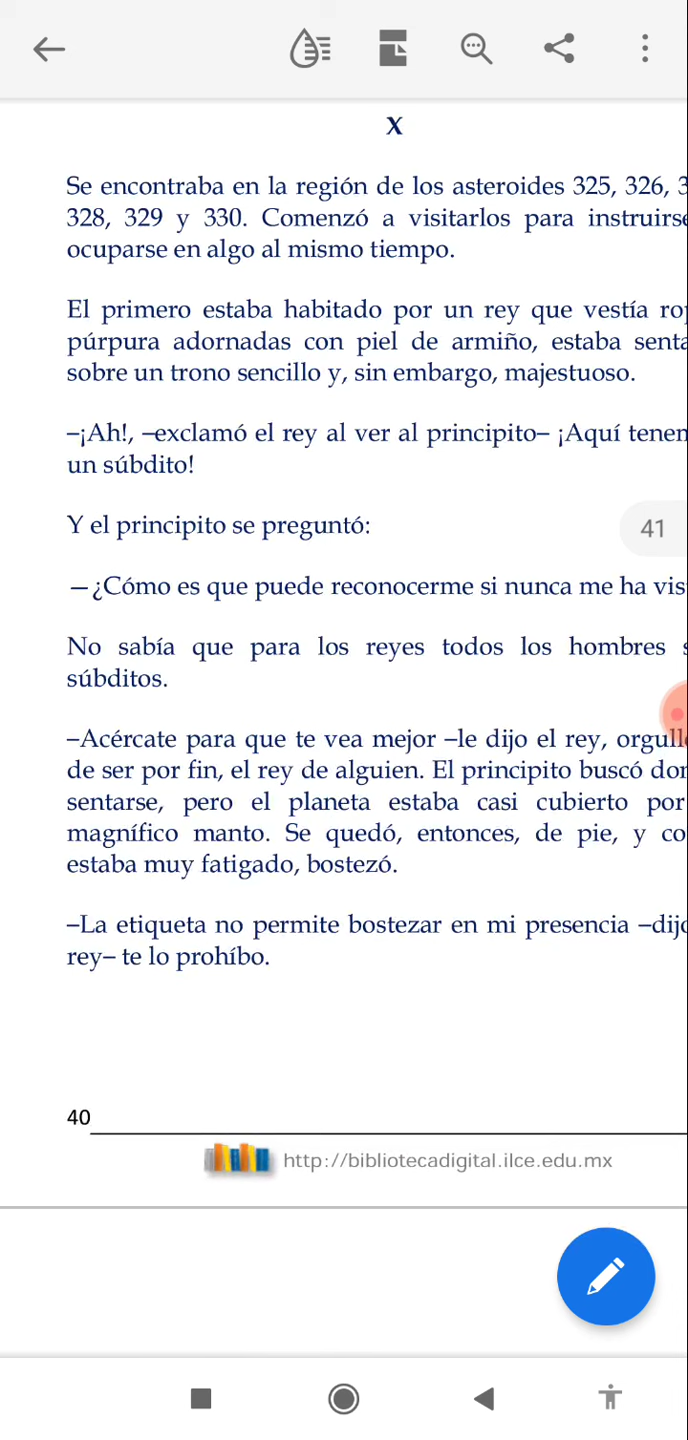 X
Se encontraba en la región de los asteroides 325, 326, 3
328, 329 y 330. Comenzó a visitarlos para instruirse
ocuparse en algo al mismo tiempo.
El primero estaba habitado por un rey que vestía
púrpura adornadas con piel de armiño, estaba
sobre un trono sencillo y, sin embargo, majestuoso.
–¡Ah!, —exclamó el rey al ver al principito– ¡Aquí
un súbdito!
Y el principito se preguntó:
41
—¿Cómo es que puede reconocerme si nunca me ha
No sabía que para los reyes todos los hombres
súbditos.
–Acércate para que te vea mejor –le dijo el rey,
de ser por fin, el rey de alguien. El principito buscó
sentarse, pero el planeta estaba casi cubierto por
magnífico manto. Se quedó, entonces, de pie, y
estaba muy fatigado, bostezó.
–La etiqueta no permite bostezar en mi presencia –dijo
rey– te lo prohíbo.
40
http://bibliotecadigital.ilce.edu.mx